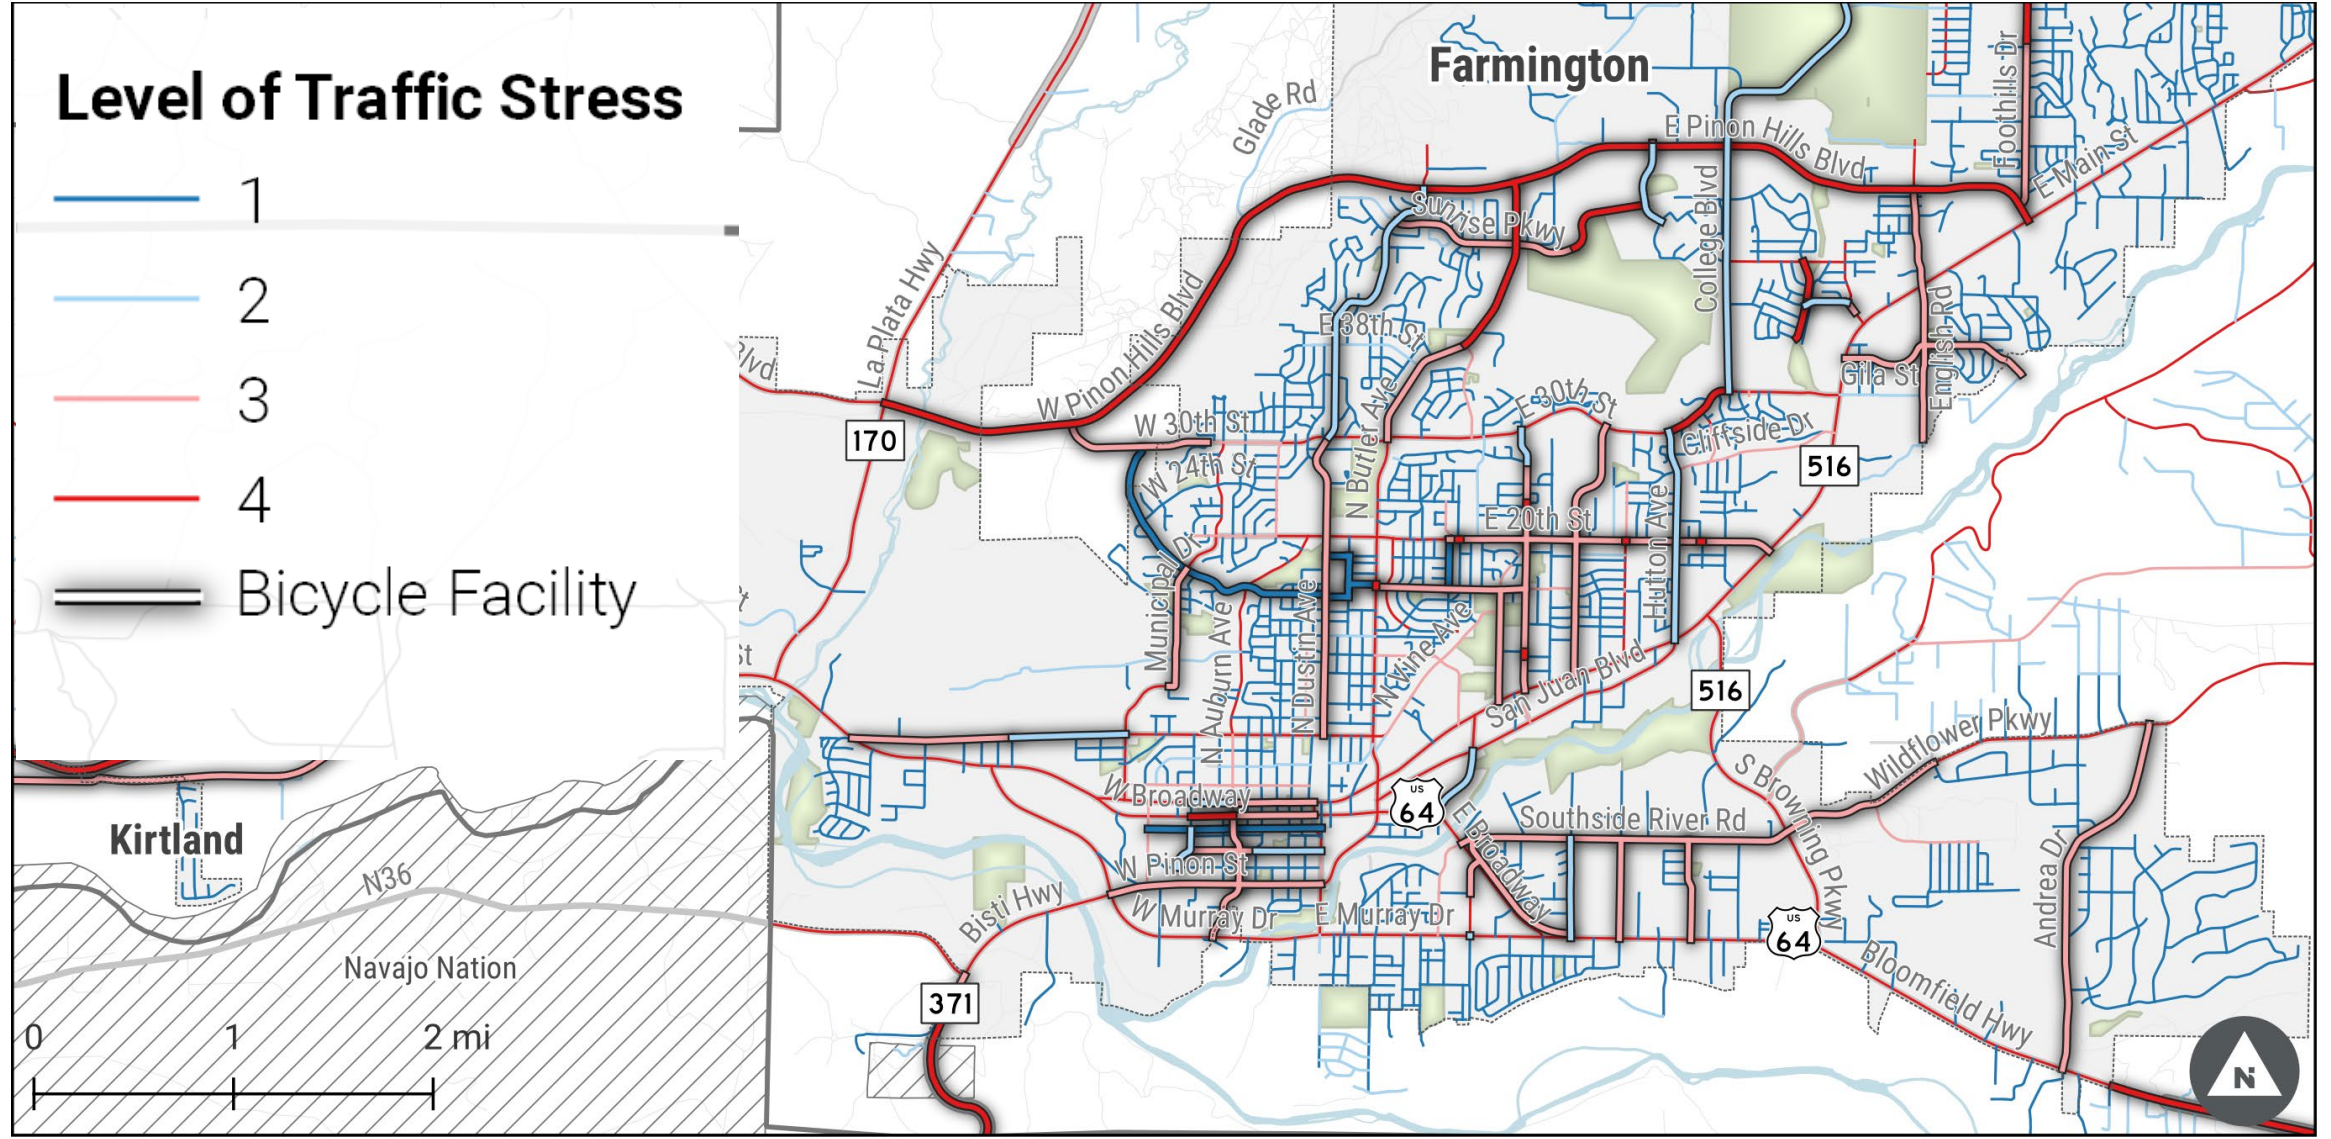 Level of Traffic Stress
1
2
3
4
Bicycle Facility
Farmington
Glade Rd
E Pinon Hills Blvd
Foothills Dr
E Main St
Sunrise Pkwy
College Blvd
La Plata Hwy
W Pinon Hills Blvd
E 38th St
English Rd
Gila St
Blvd
170
W 30th St
E 30th St
Cliffside Dr
N Butler Ave
516
W 24th St
E 20th St
Hutton Ave
Municipal Dr
N Auburn Ave
N Dustin Ave
N Vine Ave
San Juan Blvd
St
516
W Broadway
US
64
E Broadway
Southside River Rd
S Browning Pkwy
Wildflower Pkwy
Kirtland
N36
W Pinon St
Bisti Hwy
W Murray Dr
E Murray Dr
US
64
Andrea Dr
Bloomfield Hwy
Navajo Nation
371
0
1
2 mi
N